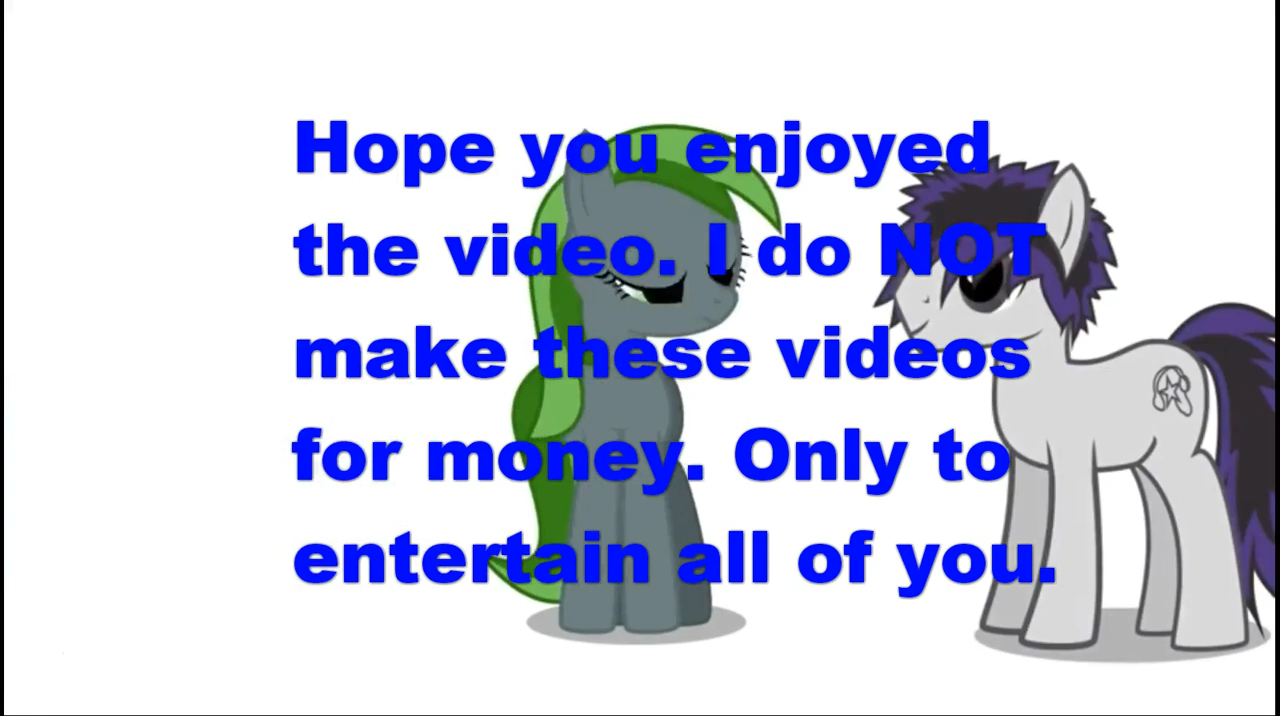 Hope you enjoyed
the video. I do NOT
make these videos
for money. Only to
entertain all of you.